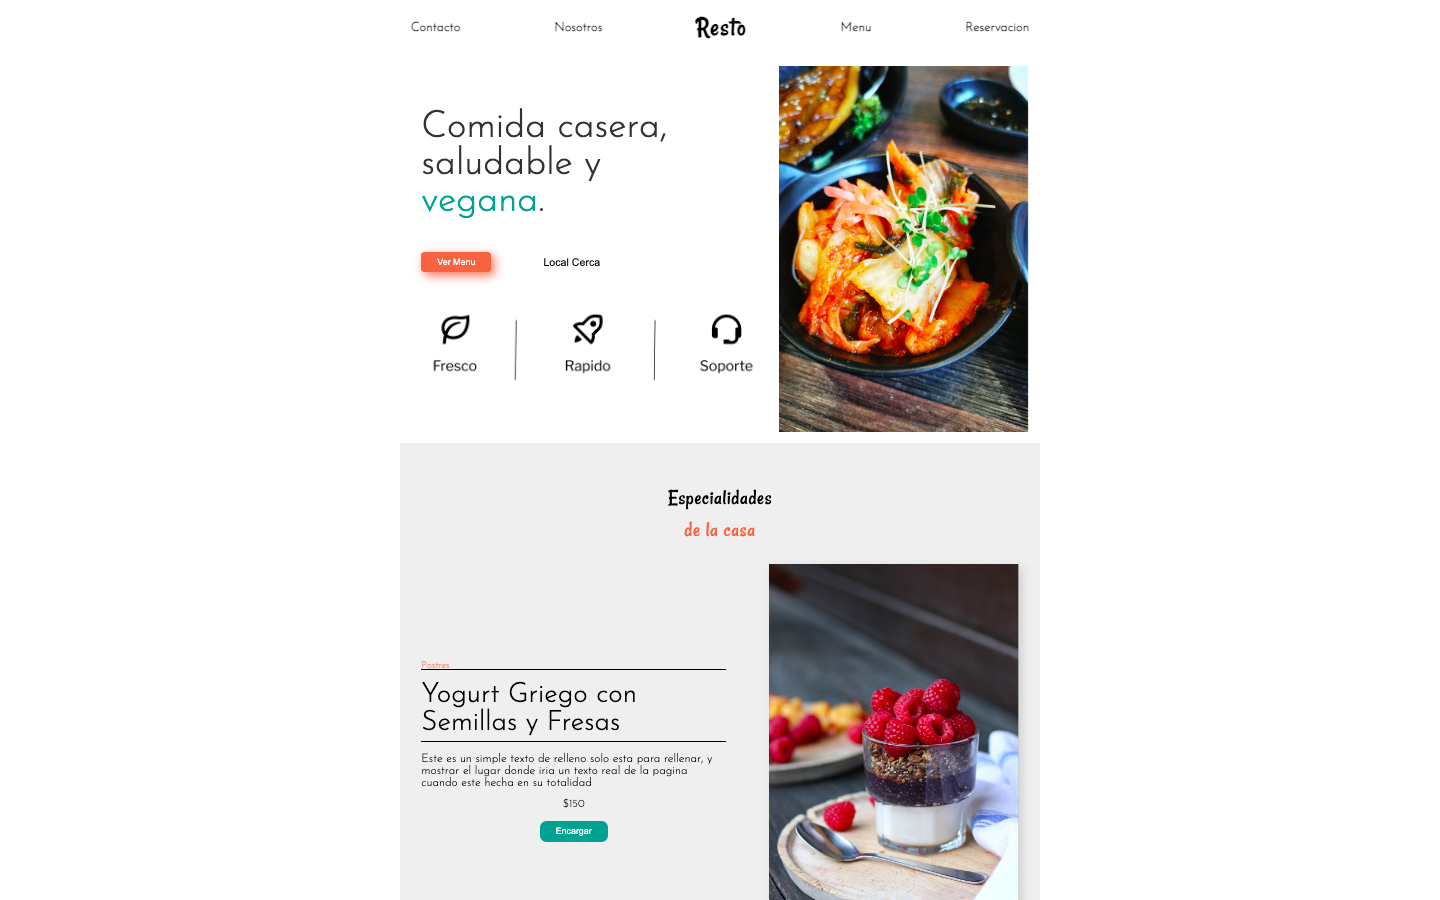 Contacto
Nosotros
Resto
Menu
Reservacion
Comida casera,
saludable y
vegana.
Ver Menu
Local Cerca
Fresco
Rapido
Soporte
Especialidades
de la casa
Postres
Yogurt Griego con
Semillas y Fresas
Este es un simple texto de relleno solo esta para rellenar, y
mostrar el lugar donde iria un texto real de la pagina
cuando este hecha en su totalidad
$150
Encargar